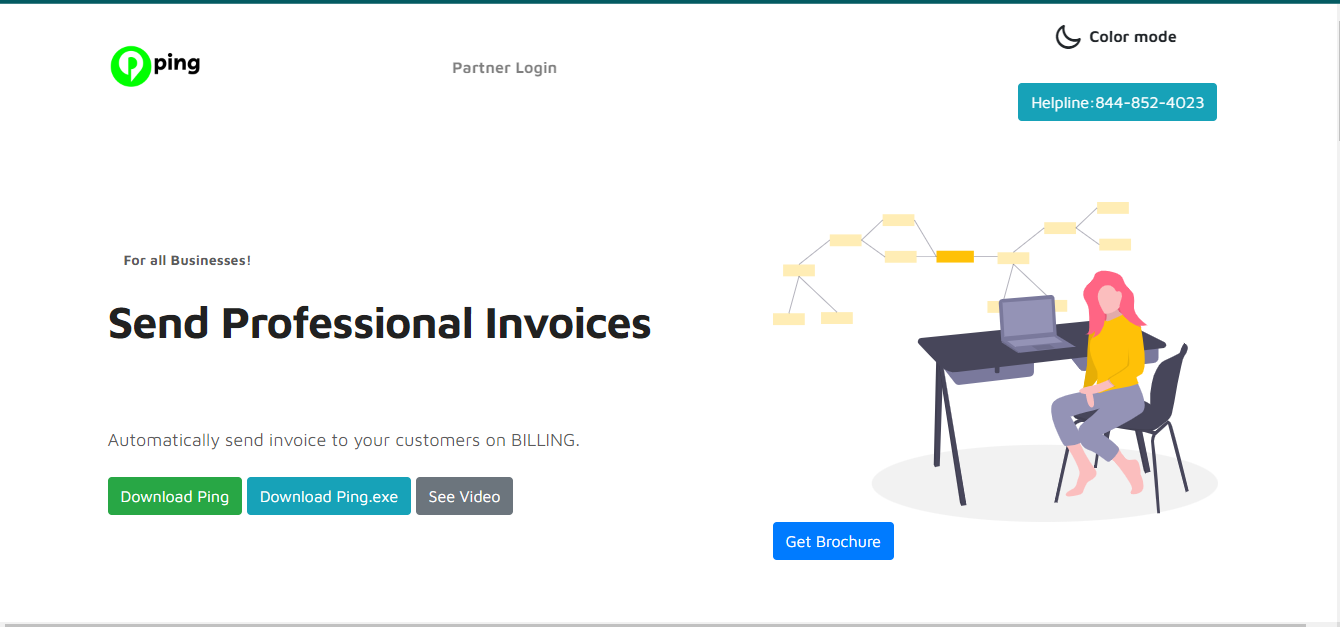 ping
Partner Login
Color mode
Helpline:844-852-4023
For all Businesses!
Send Professional Invoices
Automatically send invoice to your customers on BILLING.
Download Ping
Download Ping.exe
See Video
Get Brochure